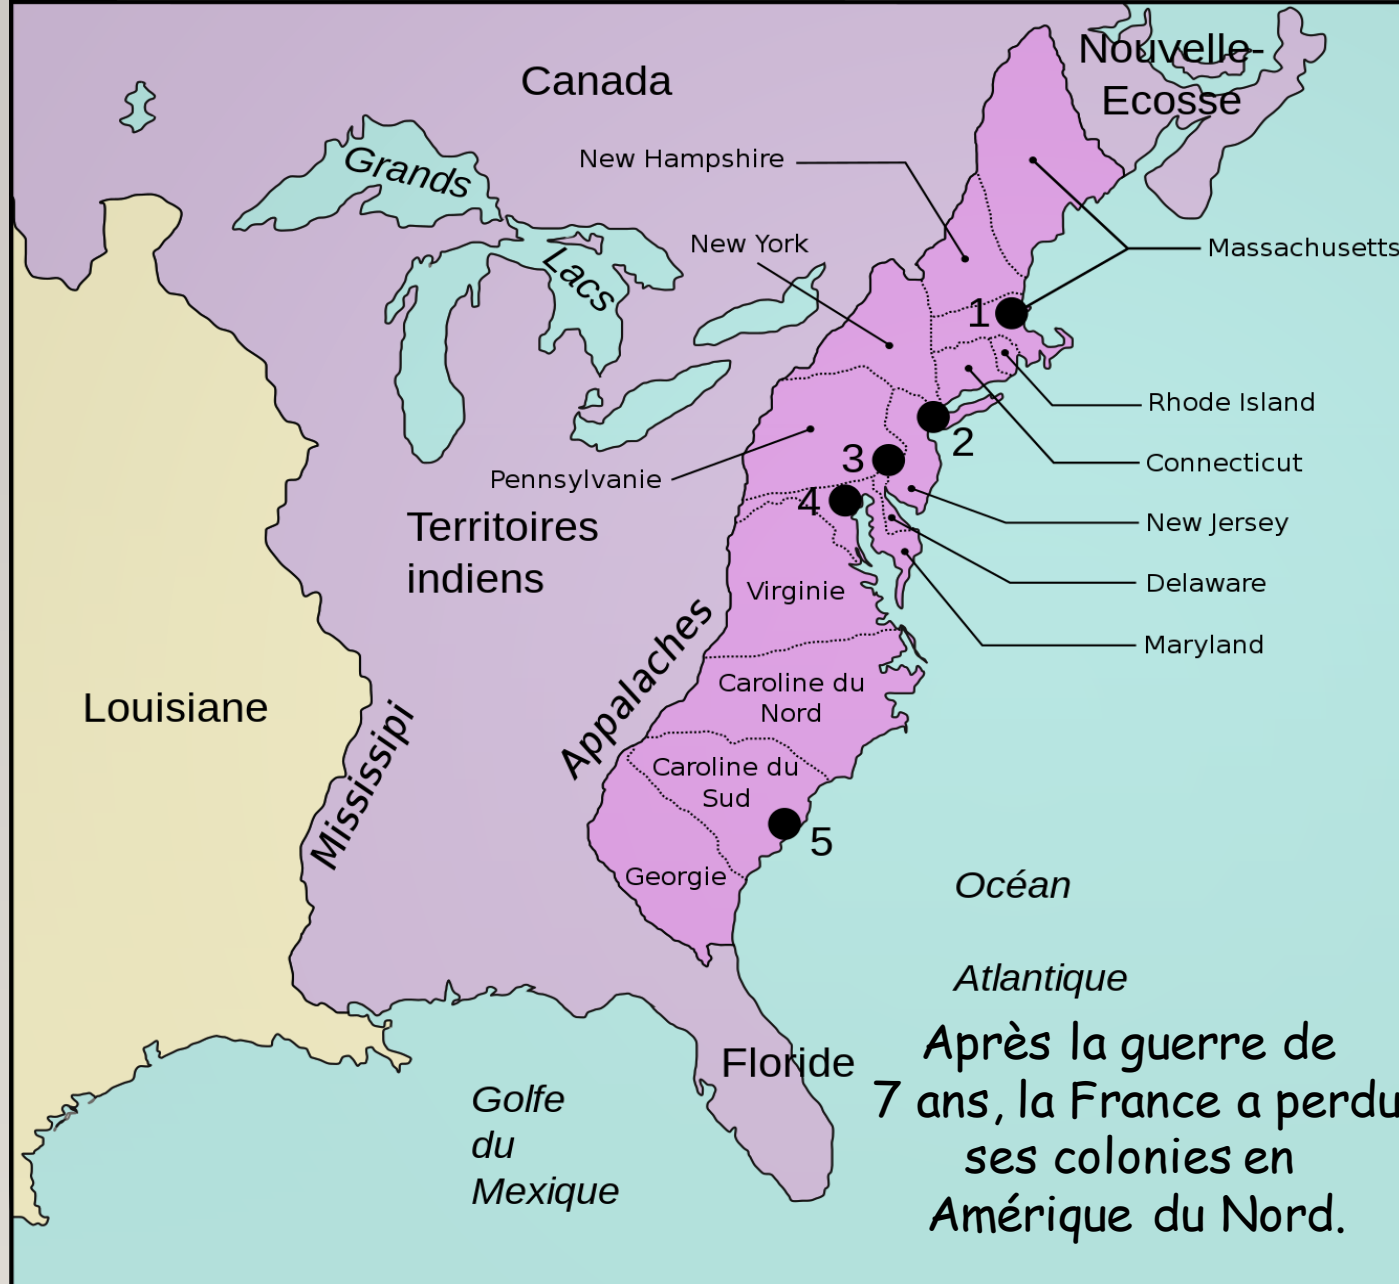 Nouvelle-
Ecosse
Canada
Grands
New Hampshire
New York
Lacs
Massachusetts
1
Rhode Island
2
3
Connecticut
Pennsylvanie
4
Territoires
indiens
New Jersey
Virginie
Delaware
Appalaches
Maryland
Caroline du
Nord
Louisiane
Mississipi
Caroline du
Sud
5
Georgie
Océan
Atlantique
Floride
Golfe
du
Mexique
Après la guerre de
7 ans, la France a perdu
ses colonies en
Amérique du Nord.